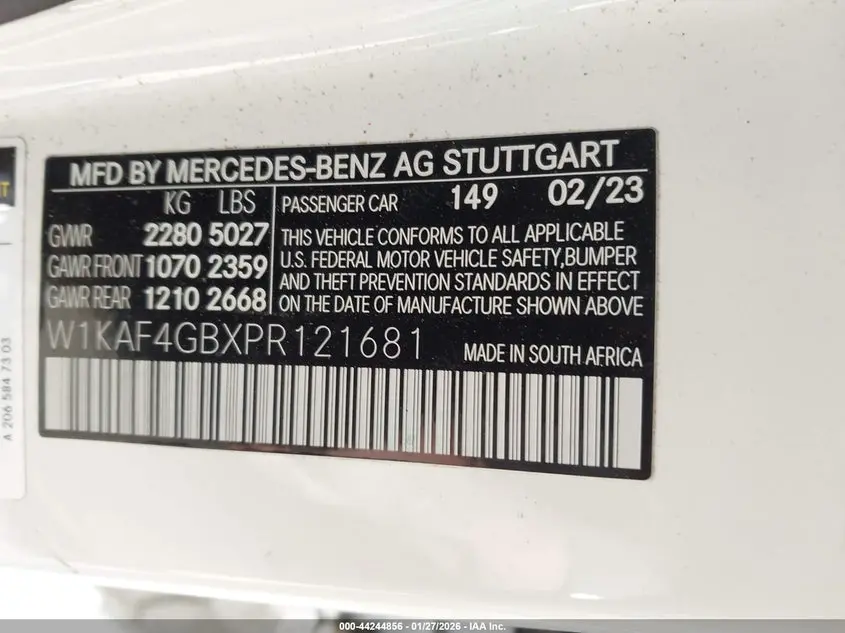 MFD BY MERCEDES-BENZ AG STUTTGART
KG LBS
GVWR 2280 5027
GAWR FRONT 1070 2359
GAWR REAR 1210 2668
PASSENGER CAR 149 02/23
THIS VEHICLE CONFORMS TO ALL APPLICABLE
U.S. FEDERAL MOTOR VEHICLE SAFETY,BUMPER
AND THEFT PREVENTION STANDARDS IN EFFECT
ON THE DATE OF MANUFACTURE SHOWN ABOVE
W1KAF4GBXPR121681
MADE IN SOUTH AFRICA
A 206 584 73 03
000-44244856 | 01/27/2026 - IAA Inc.